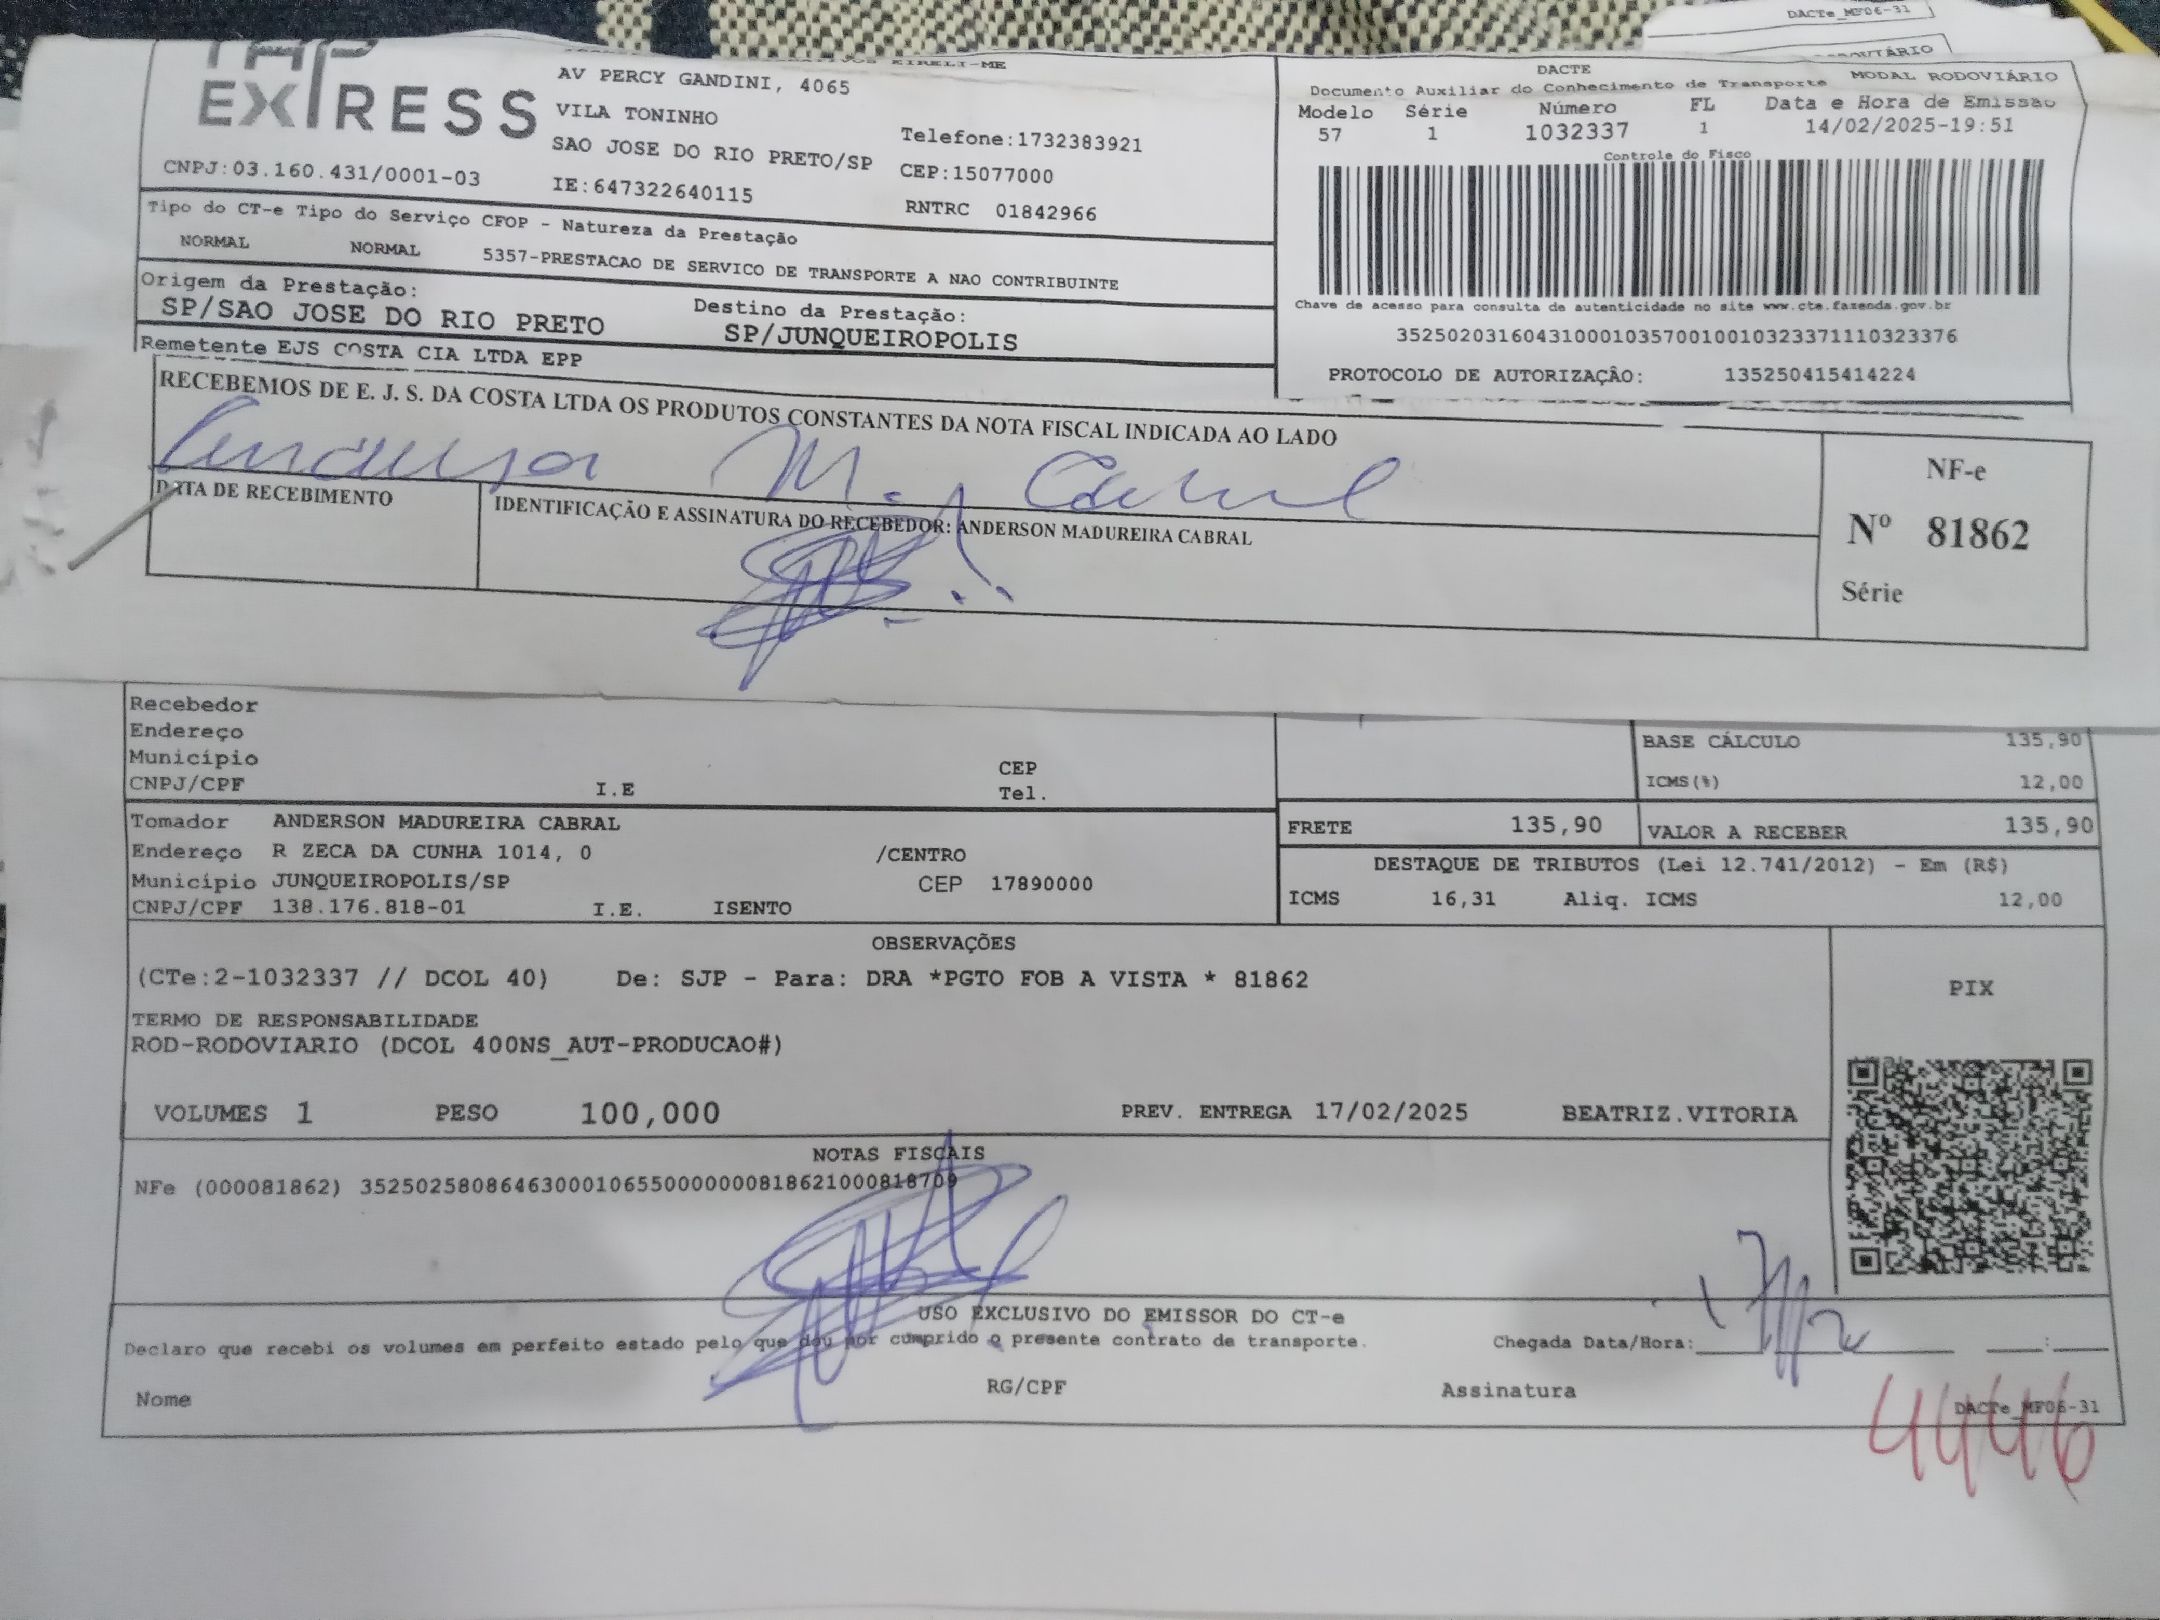 DACTe_MF06-31
MODAL RODOVIÁRIO
EXPRESS
EIRELI-ME
AV PERCY GANDINI, 4065
VILA TONINHO
SAO JOSE DO RIO PRETO/SP
Telefone:1732383921
CEP:15077000
CNPJ:03.160.431/0001-03
IE:647322640115
RNTRC 01842966
DACTE
Documento Auxiliar do Conhecimento de Transporte
Modelo Série Número FL Data e Hora de Emissão
57 1 1032337 1 14/02/2025-19:51
Controle do Fisco
Chave de acesso para consulta de autenticidade no site www.cte.fazenda.gov.br
35250203160431000103570010010323371110323376
PROTOCOLO DE AUTORIZAÇÃO: 135250415414224
Tipo do CT-e Tipo do Serviço CFOP - Natureza da Prestação
NORMAL NORMAL 5357-PRESTACAO DE SERVICO DE TRANSPORTE A NAO CONTRIBUINTE
Origem da Prestação: Destino da Prestação:
SP/SAO JOSE DO RIO PRETO SP/JUNQUEIROPOLIS
Remetente EJS COSTA CIA LTDA EPP
RECEBEMOS DE E. J. S. DA COSTA LTDA OS PRODUTOS CONSTANTES DA NOTA FISCAL INDICADA AO LADO
M. Cabral
DATA DE RECEBIMENTO
IDENTIFICAÇÃO E ASSINATURA DO RECEBEDOR: ANDERSON MADUREIRA CABRAL
NF-e
Nº 81862
Série
Recebedor
Endereço
Município CEP
CNPJ/CPF I.E Tel.
BASE CÁLCULO 135,90
ICMS(%) 12,00
Tomador ANDERSON MADUREIRA CABRAL
Endereço R ZECA DA CUNHA 1014, 0 /CENTRO
Município JUNQUEIROPOLIS/SP CEP 17890000
CNPJ/CPF 138.176.818-01 I.E. ISENTO
FRETE 135,90 VALOR A RECEBER 135,90
DESTAQUE DE TRIBUTOS (Lei 12.741/2012) - Em (R$)
ICMS 16,31 Aliq. ICMS 12,00
OBSERVAÇÕES
(CTe:2-1032337 // DCOL 40) De: SJP - Para: DRA *PGTO FOB A VISTA * 81862
TERMO DE RESPONSABILIDADE
ROD-RODOVIARIO (DCOL 400NS_AUT-PRODUCAO#)
PIX
VOLUMES 1 PESO 100,000 PREV. ENTREGA 17/02/2025 BEATRIZ.VITORIA
NOTAS FISCAIS
NFe (000081862) 35250258086463000106550000000818621000818709
USO EXCLUSIVO DO EMISSOR DO CT-e
Declaro que recebi os volumes em perfeito estado pelo que dou por cumprido o presente contrato de transporte. Chegada Data/Hora:
Nome RG/CPF Assinatura
DACTe_MF06-31
4446